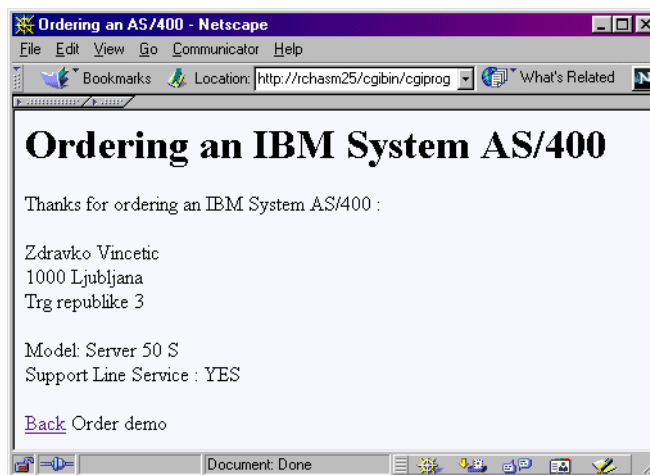 Ordering an AS/400 - Netscape
File Edit View Go Communicator Help
Bookmarks Location: http://rchasm25/cgibin/cgiprog What's Related N
Ordering an IBM System AS/400
Thanks for ordering an IBM System AS/400 :
Zdravko Vincetic
1000 Ljubljana
Trg republike 3
Model: Server 50 S
Support Line Service : YES
Back Order demo
Document: Done